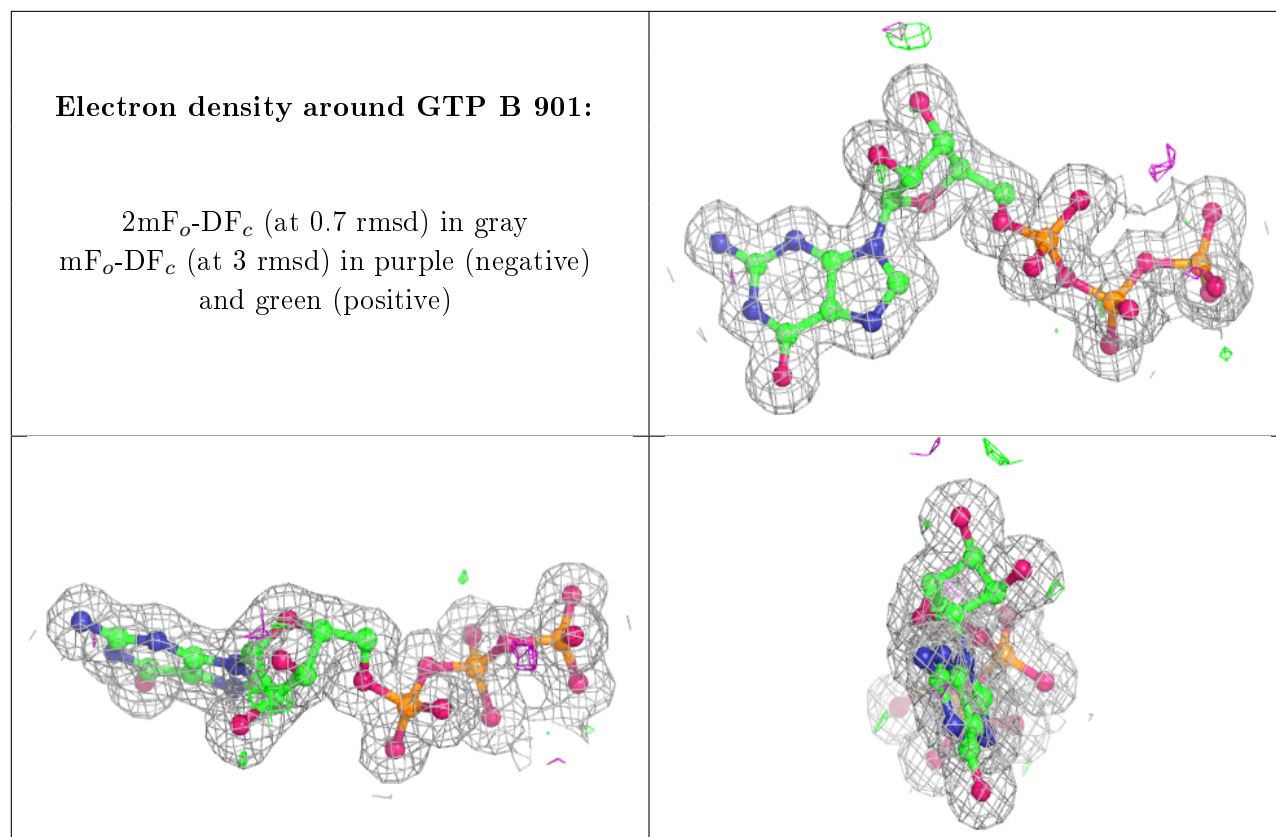 Electron density around GTP B 901:
2mFo-DFc (at 0.7 rmsd) in gray
mFo-DFc (at 3 rmsd) in purple (negative)
and green (positive)